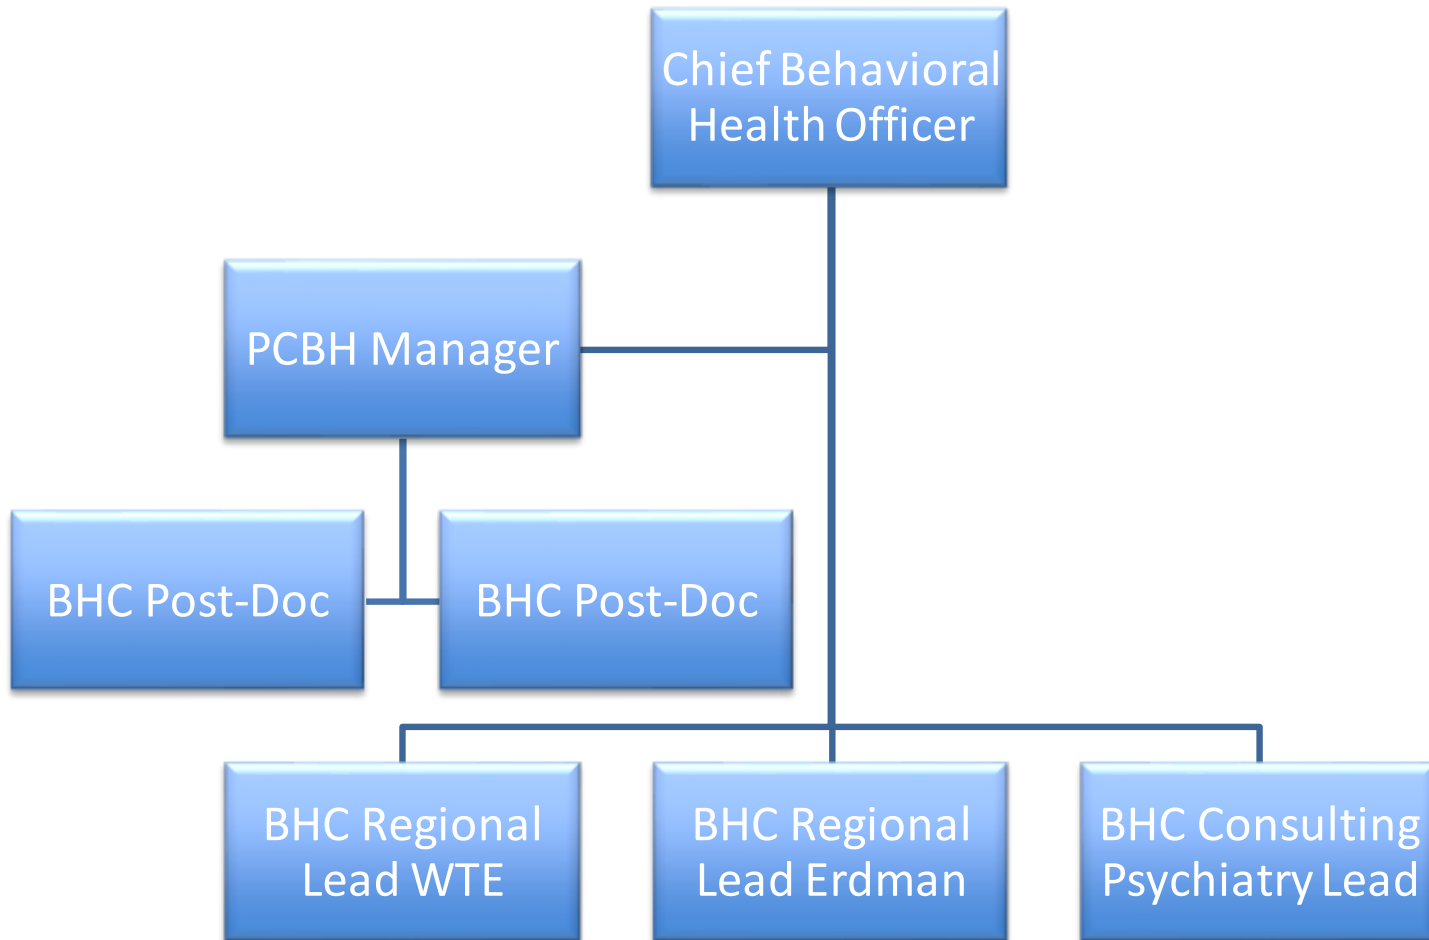 Chief Behavioral
Health Officer
PCBH Manager
BHC Post-Doc
BHC Post-Doc
BHC Regional
Lead WTE
BHC Regional
Lead Erdman
BHC Consulting
Psychiatry Lead